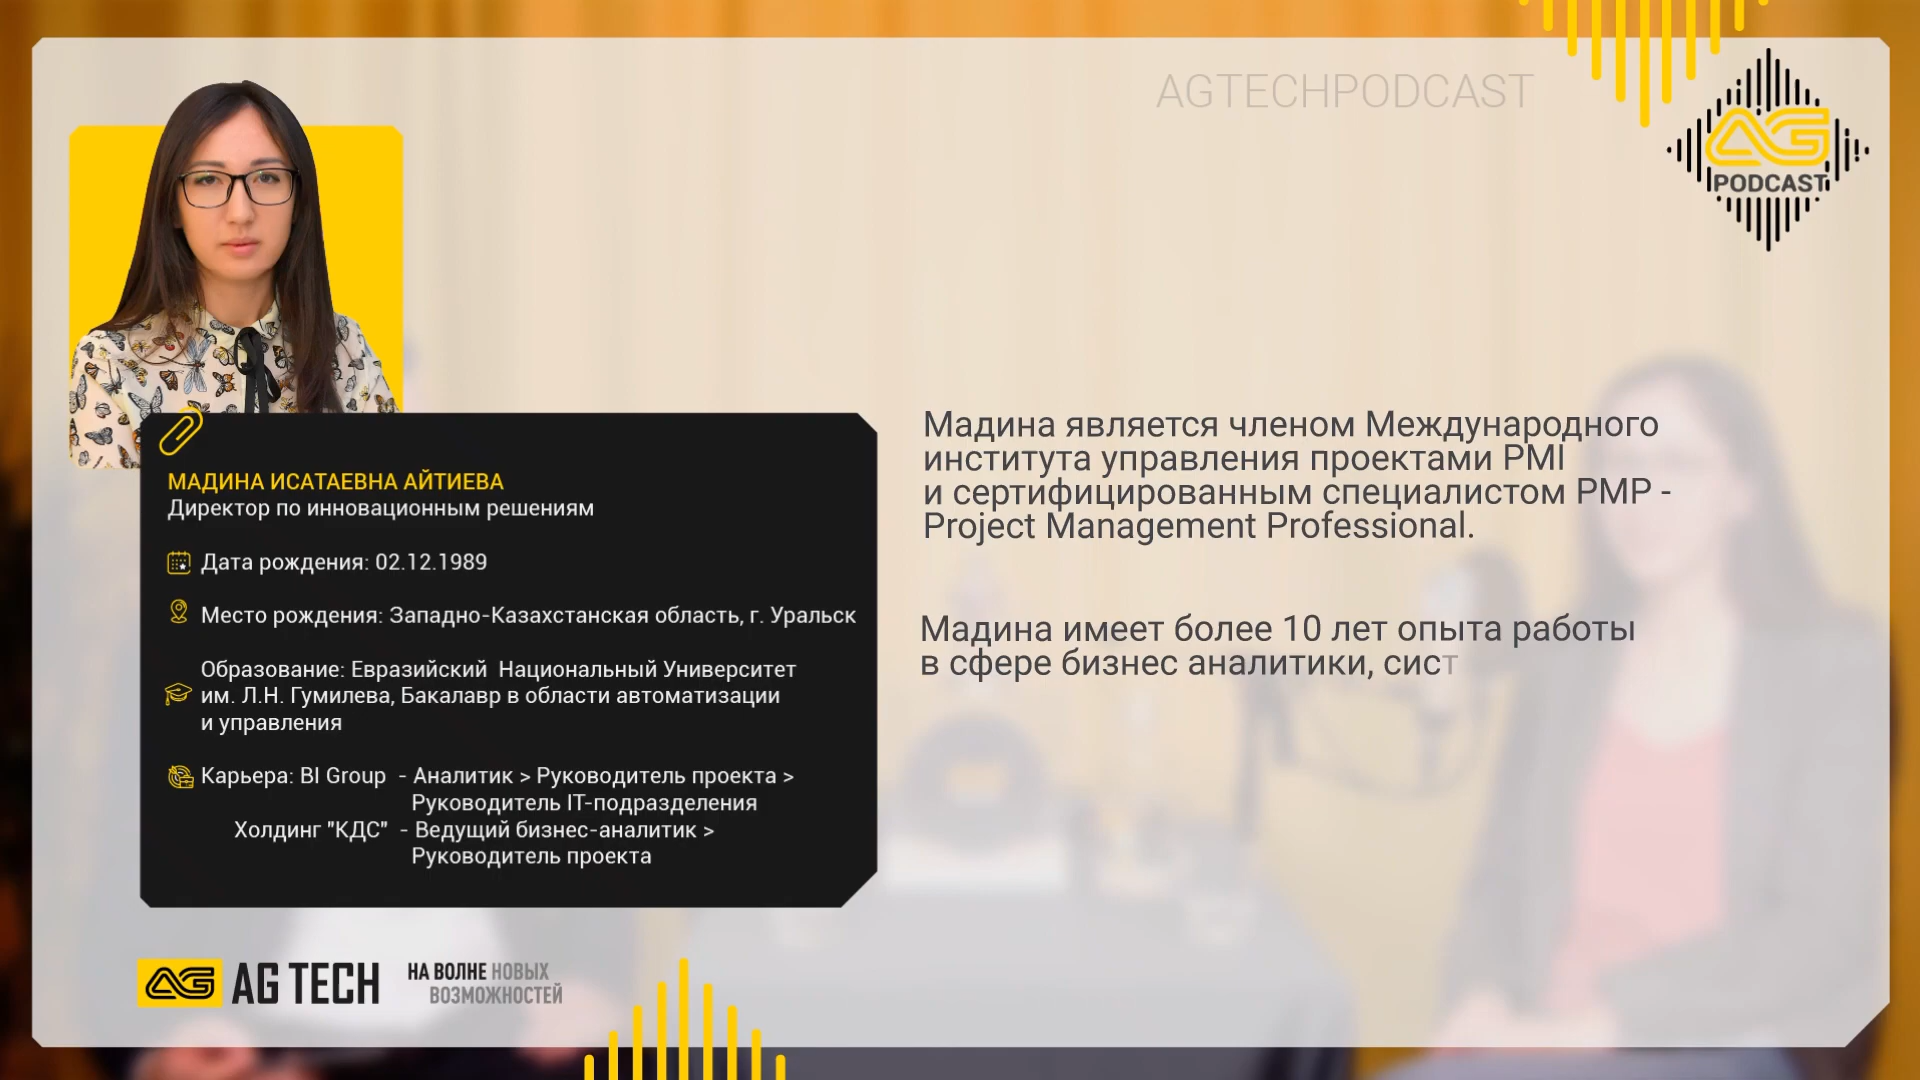 AGTECHPODCAST
AG
PODCAST
МАДИНА ИСАТАЕВНА АЙТИЕВА
Директор по инновационным решениям
Дата рождения: 02.12.1989
Место рождения: Западно-Казахстанская область, г. Уральск
Образование: Евразийский Национальный Университет
им. Л.Н. Гумилева, Бакалавр в области автоматизации
и управления
Карьера: BI Group - Аналитик > Руководитель проекта >
Руководитель IT-подразделения
Холдинг "КДС" - Ведущий бизнес-аналитик >
Руководитель проекта
Мадина является членом Международного
института управления проектами PMI
и сертифицированным специалистом PMP -
Project Management Professional.
Мадина имеет более 10 лет опыта работы
в сфере бизнес аналитики, сист
AG AG TECH НА ВОЛНЕ НОВЫХ
ВОЗМОЖНОСТЕЙ